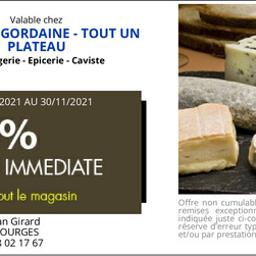 Valable chez
GORDAINE - TOUT UN
PLATEAU
gerie - Epicerie - Caviste
2021 AU 30/11/2021
%
IMMEDIATE
out le magasin
an Girard
OURGES
3 02 17 67
Offre non cumulabl
remises exception
indiquée juste ci-co
réserve d'erreur typ
et/ou par prestation